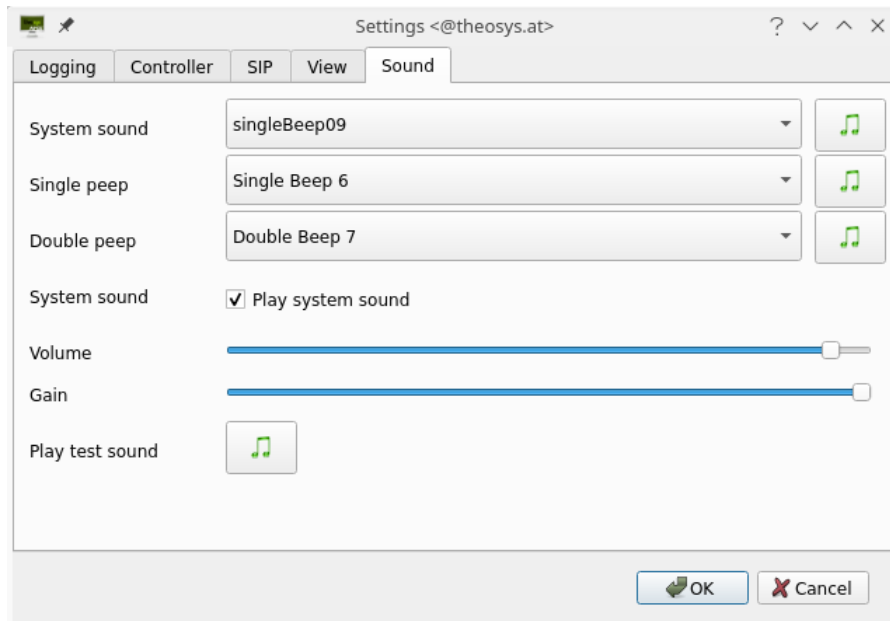 Settings <@theosys.at>
Logging Controller SIP View Sound
System sound singleBeep09
Single peep Single Beep 6
Double peep Double Beep 7
System sound Play system sound
Volume
Gain
Play test sound
OK Cancel